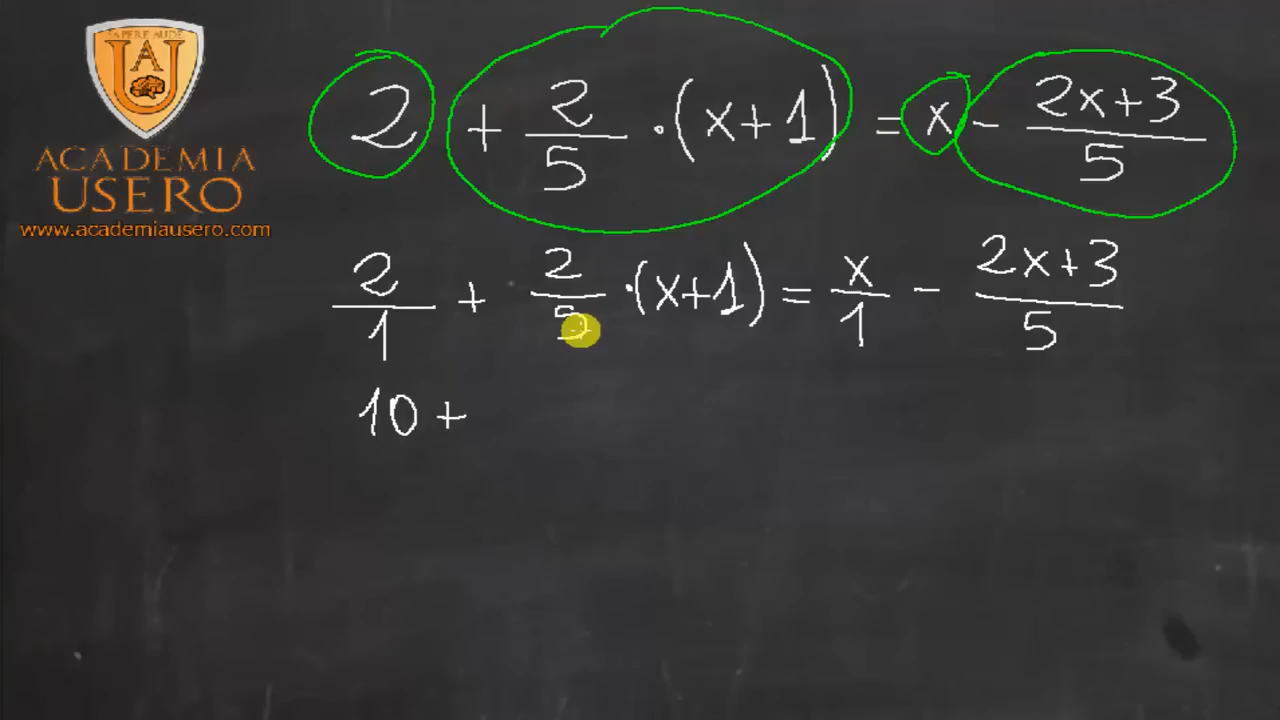 SAPERE AUDE
UA
ACADEMIA
USERO
www.academiausero.com
2 + 2/5 · (x+1) = x - (2x+3)/5
2/1 + 2/5 · (x+1) = x/1 - (2x+3)/5
10 +